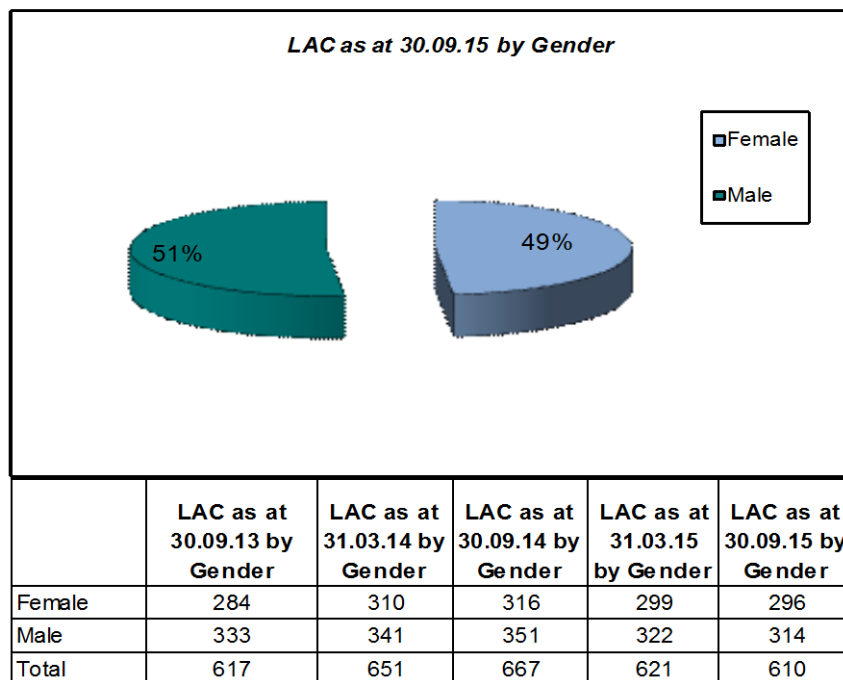 LAC as at 30.09.15 by Gender
Female
Male
51%
49%
LAC as at 30.09.13 by Gender LAC as at 31.03.14 by Gender LAC as at 30.09.14 by Gender LAC as at 31.03.15 by Gender LAC as at 30.09.15 by Gender
Female 284 310 316 299 296
Male 333 341 351 322 314
Total 617 651 667 621 610